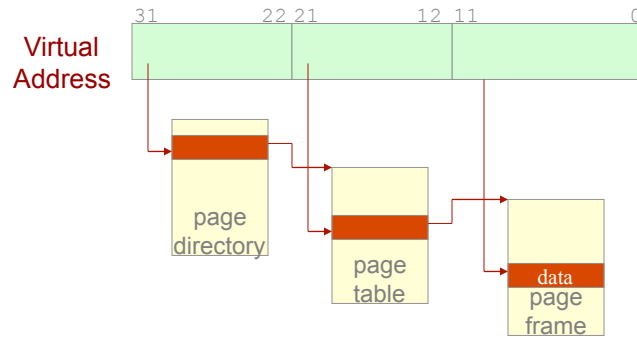 31 22 21 12 11 0
Virtual
Address
page
directory
page
table
data
page
frame